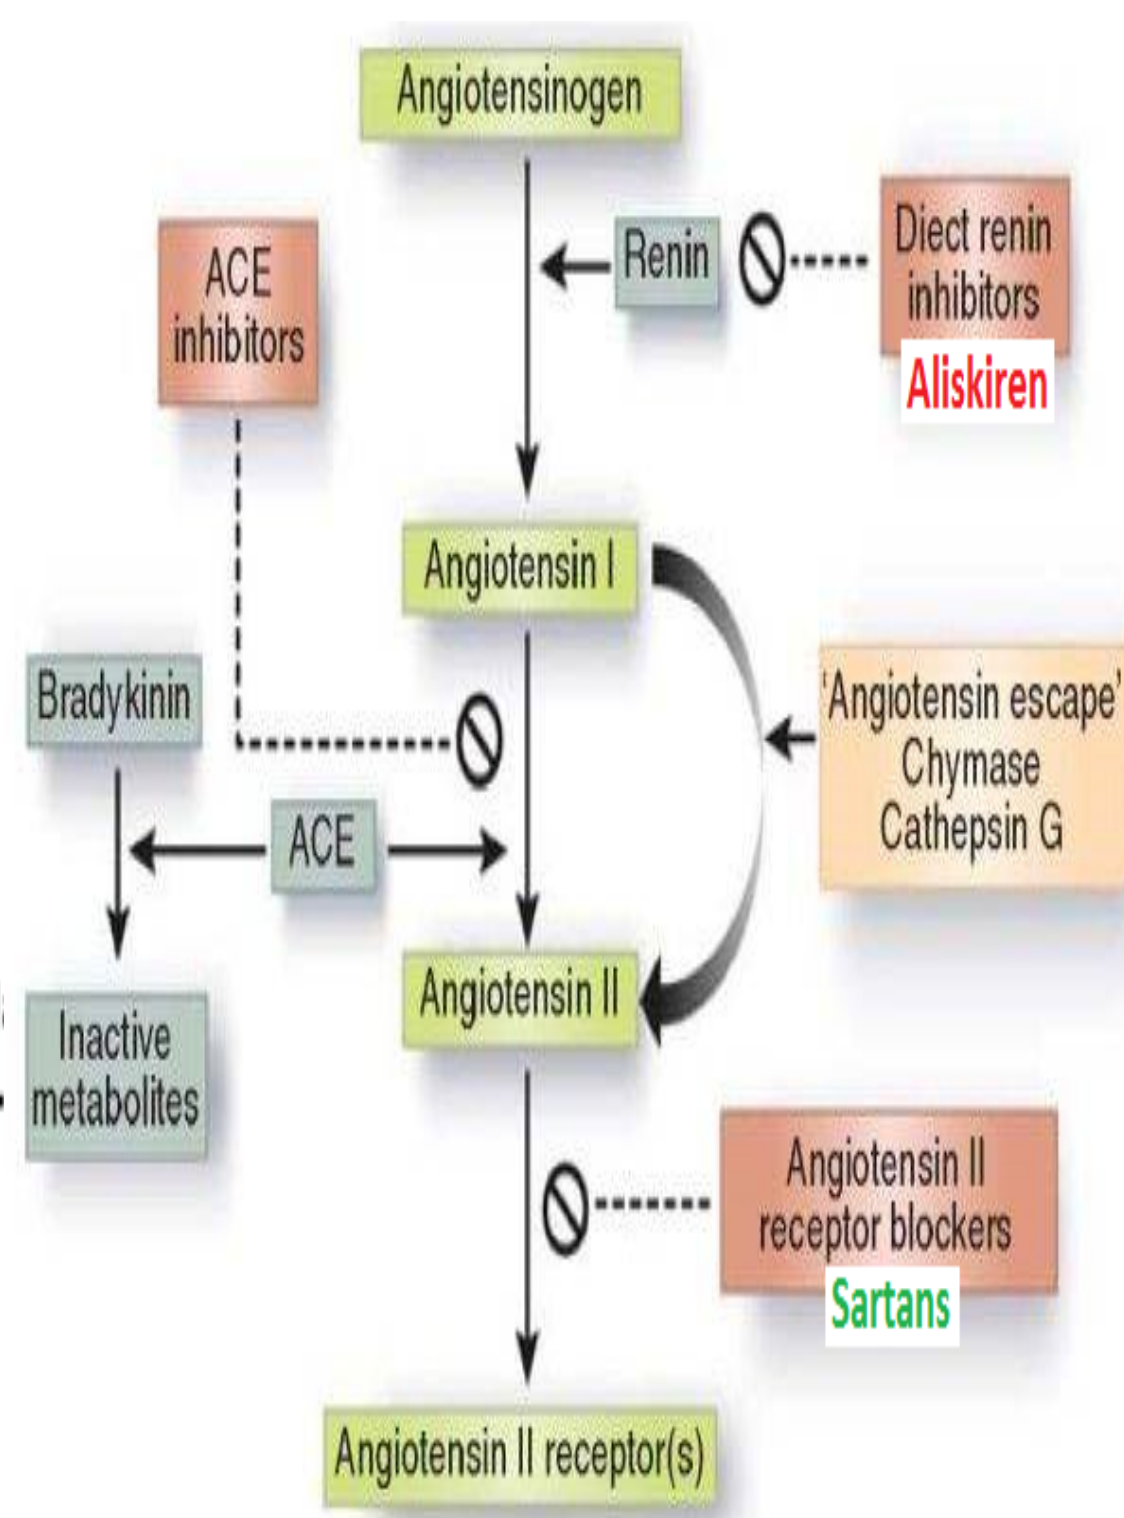 Angiotensinogen
Diect renin
inhibitors
Aliskiren
Renin
ACE
inhibitors
Angiotensin I
Bradykinin
'Angiotensin escape'
Chymase
Cathepsin G
ACE
Angiotensin II
Inactive
metabolites
Angiotensin II
receptor blockers
Sartans
Angiotensin II receptor(s)